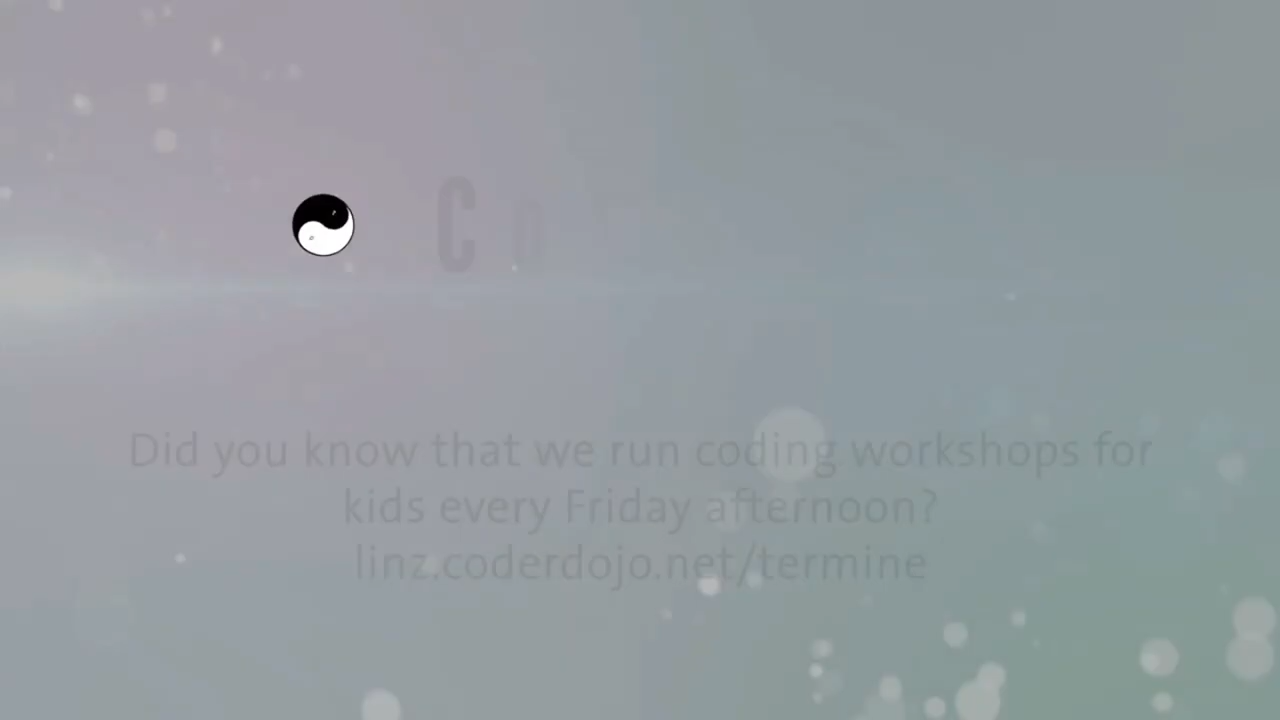 C
Did you know that we run coding workshops for
kids every Friday afternoon?
linz.coderdojo.net/termine